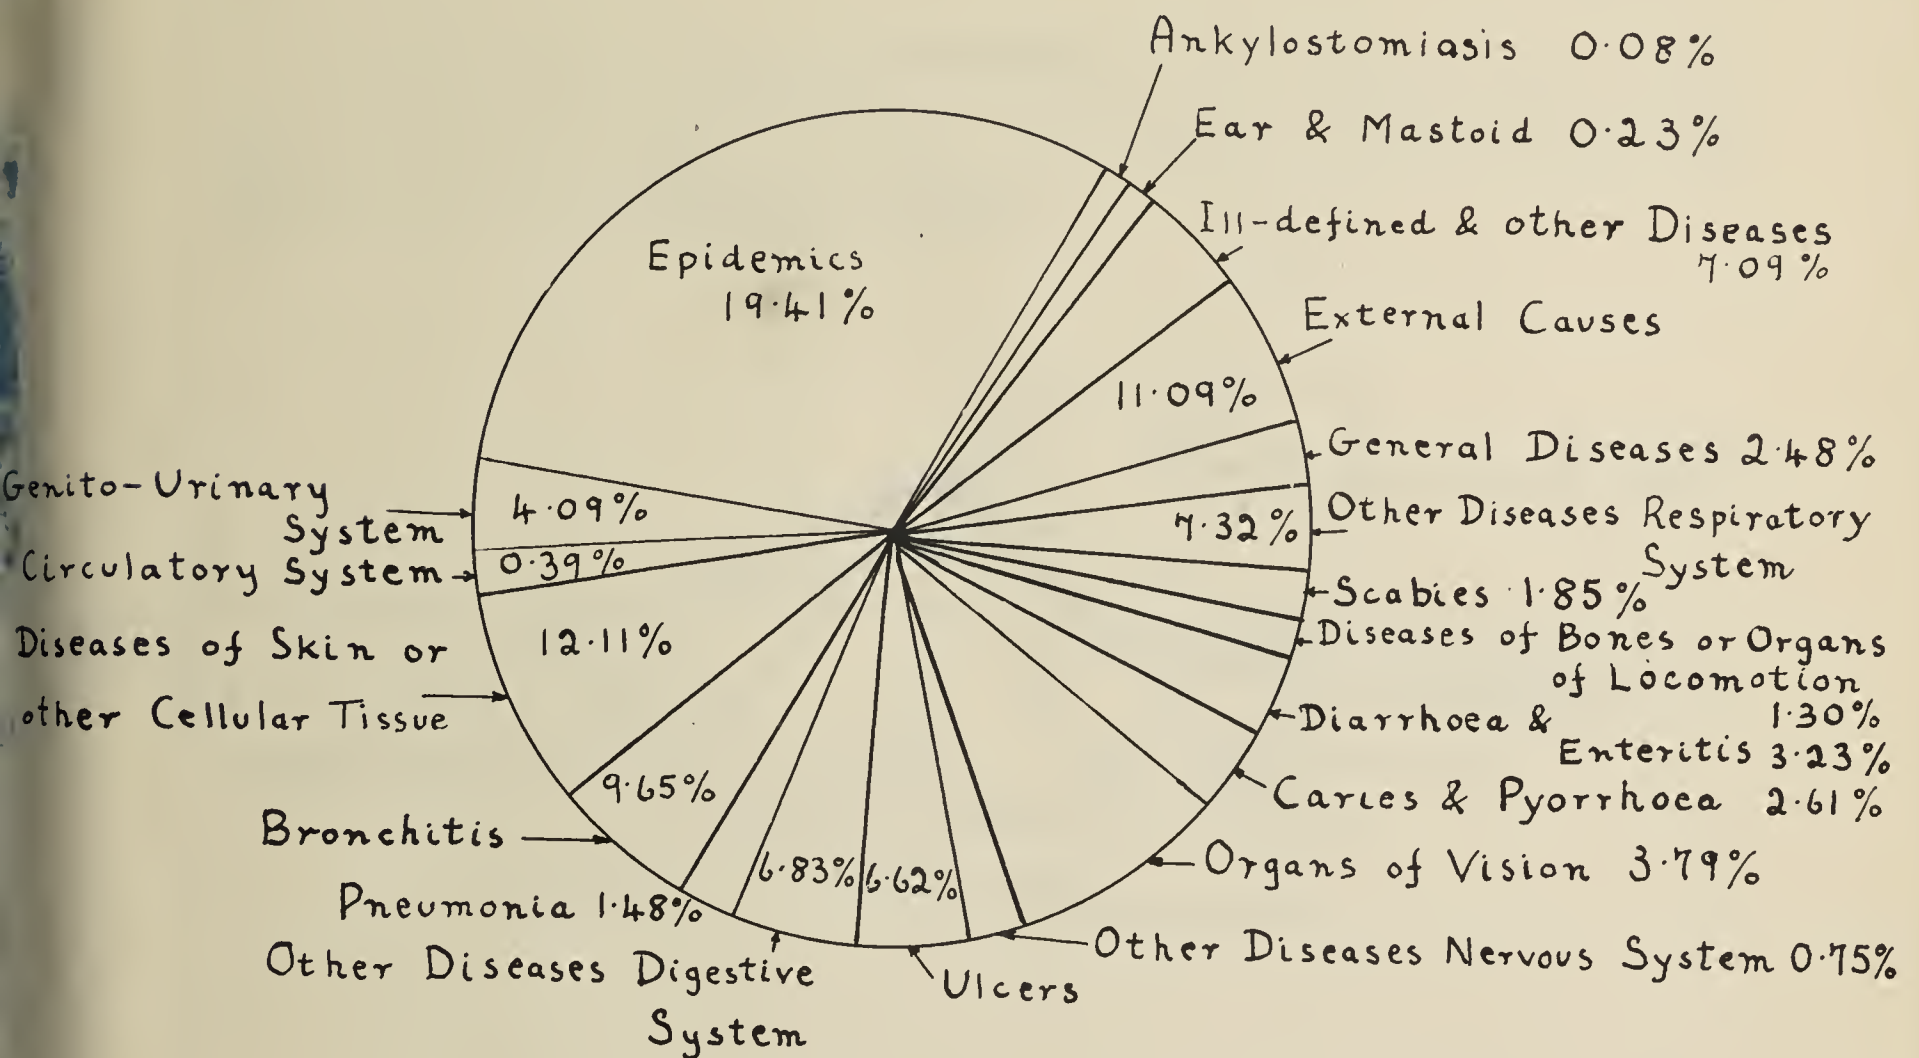 Ankylostomiasis 0·08%
Ear & Mastoid 0·23%
Ill-defined & other Diseases
7·09%
External Causes
11·09%
General Diseases 2·48%
Other Diseases Respiratory
System
7·32%
Scabies 1·85%
Diseases of Bones or Organs
of Locomotion
1·30%
Diarrhoea &
Enteritis 3·23%
Caries & Pyorrhoea 2·61%
Organs of Vision 3·79%
Other Diseases Nervous System 0·75%
Ulcers
6·62%
Other Diseases Digestive
System
6·83%
Pneumonia 1·48%
Bronchitis
9·65%
Diseases of Skin or
other Cellular Tissue
12·11%
Circulatory System
0·39%
Genito-Urinary
System
4·09%
Epidemics
19·41%